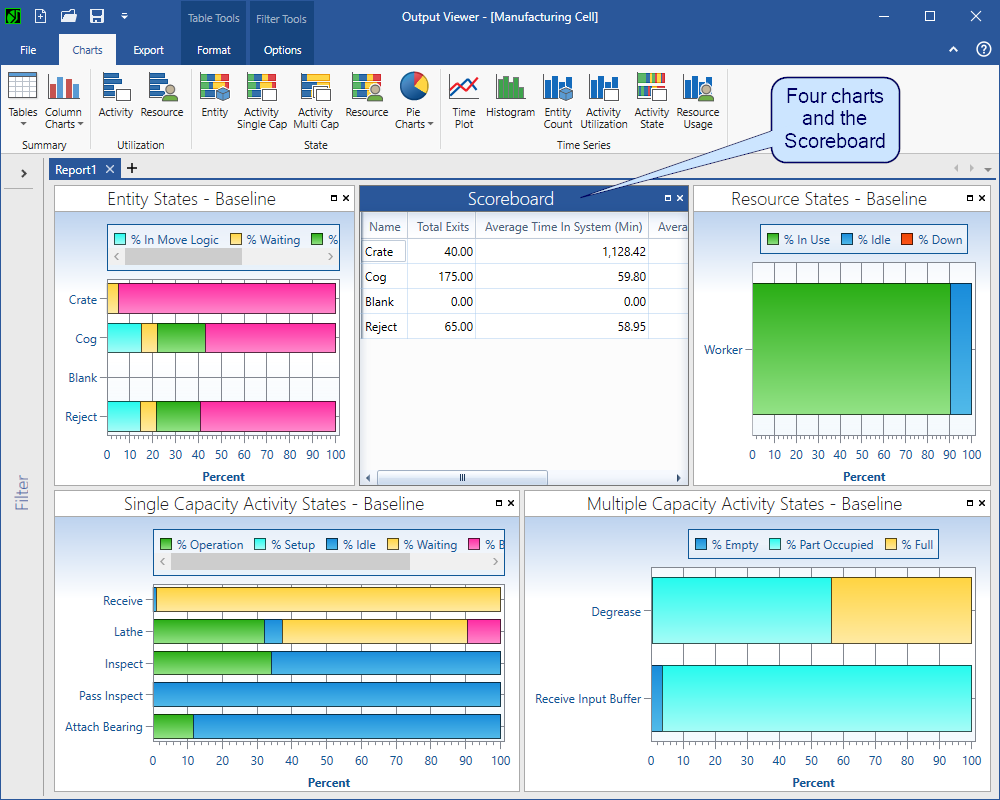 Table Tools Filter Tools Output Viewer - [Manufacturing Cell]
File Charts Export Format Options
Tables Column Charts Activity Resource Entity Activity Single Cap Activity Multi Cap Resource Pie Charts Time Plot Histogram Entity Count Activity Utilization Activity State Resource Usage
Summary Utilization State Time Series
Four charts
and the
Scoreboard
Report1
Filter
Entity States - Baseline
% In Move Logic % Waiting %
Crate
Cog
Blank
Reject
0 10 20 30 40 50 60 70 80 90 100
Percent
Scoreboard
Name Total Exits Average Time In System (Min) Avera
Crate 40.00 1,128.42
Cog 175.00 59.80
Blank 0.00 0.00
Reject 65.00 58.95
Resource States - Baseline
% In Use % Idle % Down
Worker
0 10 20 30 40 50 60 70 80 90 100
Percent
Single Capacity Activity States - Baseline
% Operation % Setup % Idle % Waiting % B
Receive
Lathe
Inspect
Pass Inspect
Attach Bearing
0 10 20 30 40 50 60 70 80 90 100
Percent
Multiple Capacity Activity States - Baseline
% Empty % Part Occupied % Full
Degrease
Receive Input Buffer
0 10 20 30 40 50 60 70 80 90 100
Percent